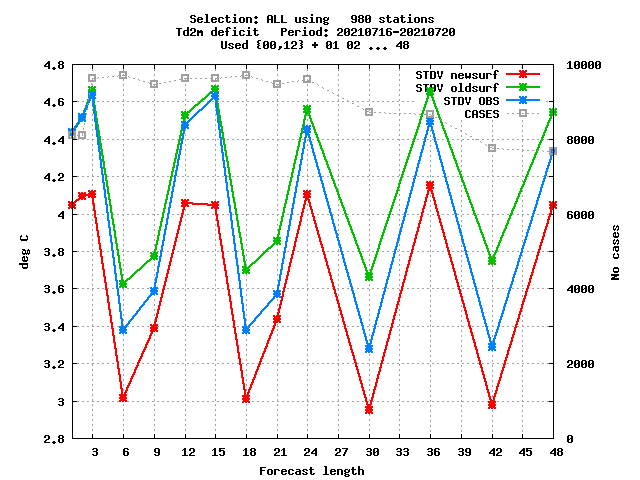 Selection: ALL using   980 stations
Td2m deficit   Period: 20210716-20210720
Used {00,12} + 01 02 ... 48
STDV newsurf
STDV oldsurf
STDV OBS
CASES
4.8
4.6
4.4
4.2
4
3.8
3.6
3.4
3.2
3
2.8
deg C
10000
8000
6000
4000
2000
0
No cases
3 6 9 12 15 18 21 24 27 30 33 36 39 42 45 48
Forecast length